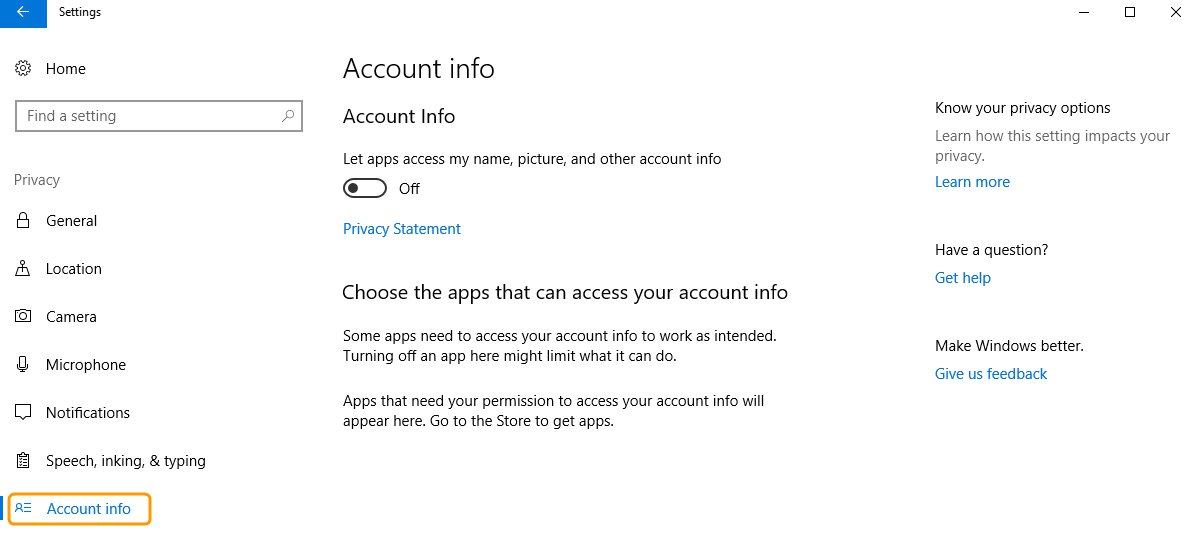 Settings
Home
Find a setting
Privacy
General
Location
Camera
Microphone
Notifications
Speech, inking, & typing
Account info
Account info
Account Info
Let apps access my name, picture, and other account info
Off
Privacy Statement
Choose the apps that can access your account info
Some apps need to access your account info to work as intended.
Turning off an app here might limit what it can do.
Apps that need your permission to access your account info will
appear here. Go to the Store to get apps.
Know your privacy options
Learn how this setting impacts your
privacy.
Learn more
Have a question?
Get help
Make Windows better.
Give us feedback